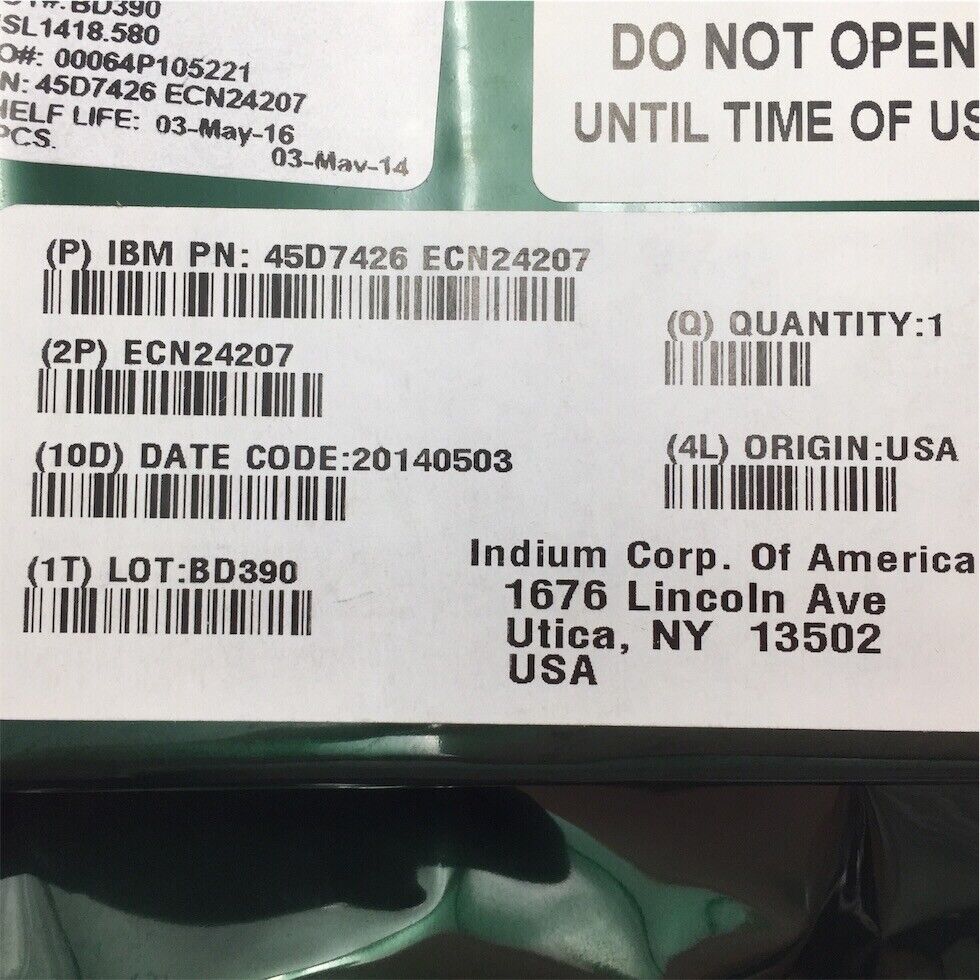 BD390
SL1418.580
O#: 00064P105221
N: 45D7426 ECN24207
HELF LIFE: 03-May-16
PCS.
03-May-14
DO NOT OPEN
UNTIL TIME OF US
(P) IBM PN: 45D7426 ECN24207
(Q) QUANTITY:1
(2P) ECN24207
(10D) DATE CODE:20140503
(4L) ORIGIN:USA
(1T) LOT:BD390
Indium Corp. Of America
1676 Lincoln Ave
Utica, NY 13502
USA